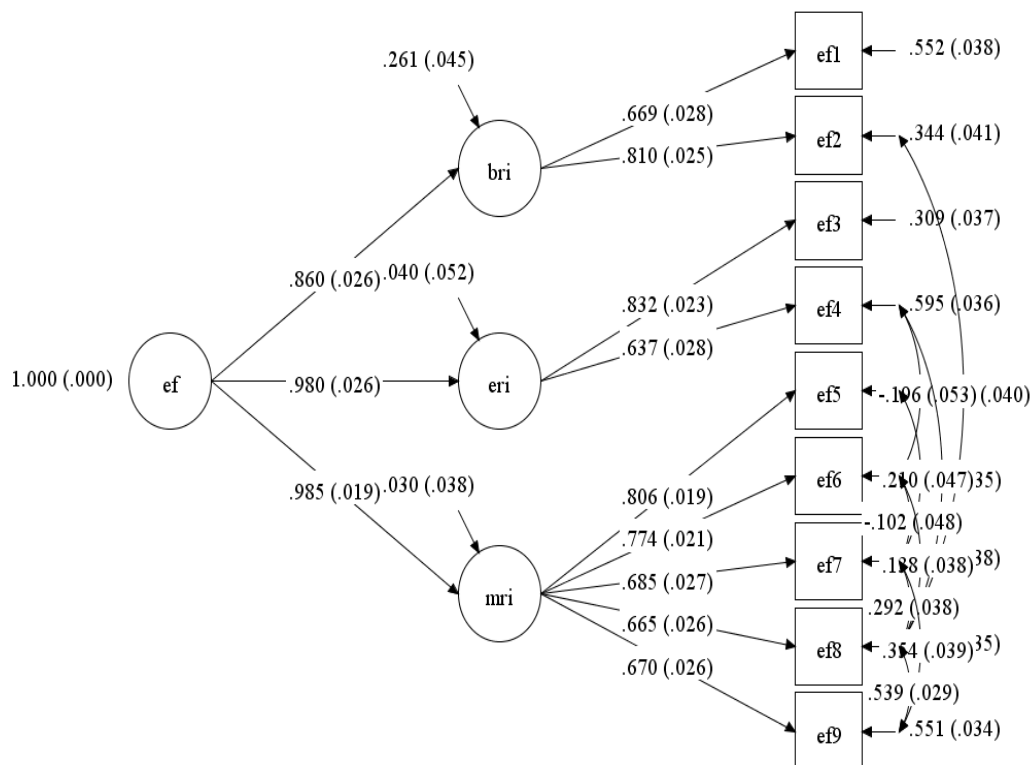 ef1
.552 (.038)
.261 (.045)
.669 (.028)
ef2
.344 (.041)
.810 (.025)
bri
ef3
.309 (.037)
.860 (.026)
.040 (.052)
.832 (.023)
ef4
.595 (.036)
.637 (.028)
1.000 (.000)
ef
.980 (.026)
eri
ef5
(.053)
(.040)
.985 (.019)
.030 (.038)
.806 (.019)
ef6
(.047)
35)
-.102 (.048)
.774 (.021)
ef7
(.038)
38)
.685 (.027)
mri
.292 (.038)
.665 (.026)
ef8
(.039)
35)
.670 (.026)
.539 (.029)
ef9
.551 (.034)